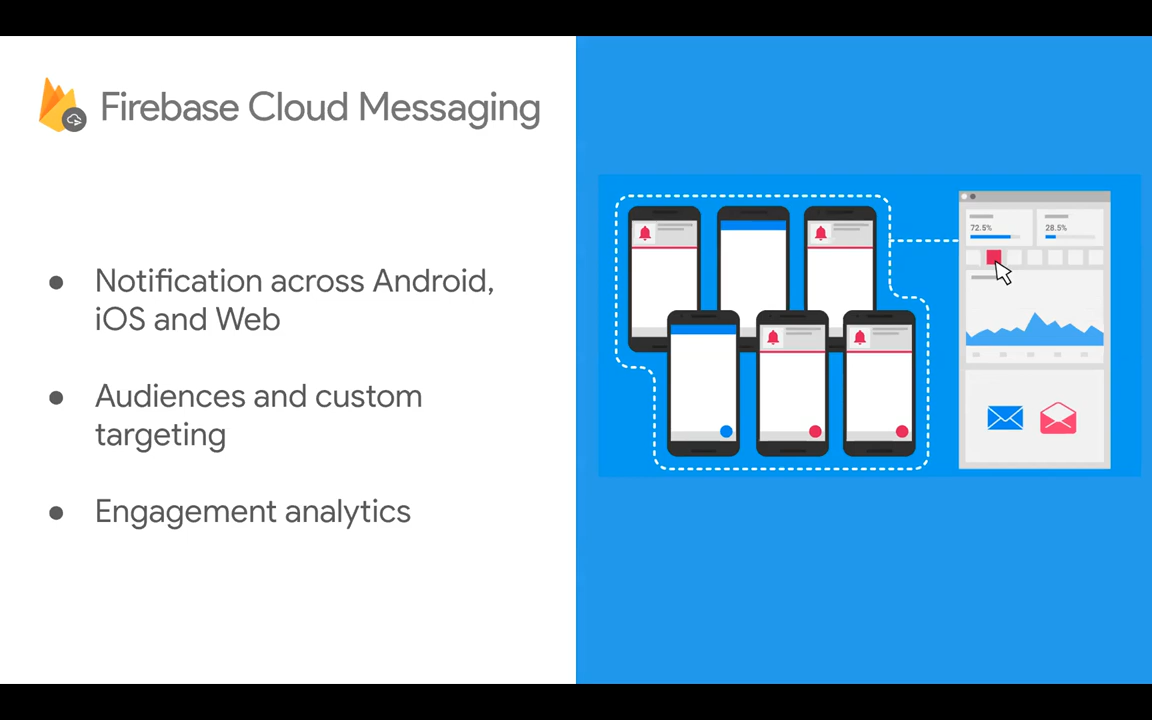 Firebase Cloud Messaging
● Notification across Android,
iOS and Web
● Audiences and custom
targeting
● Engagement analytics
72.5%
28.5%